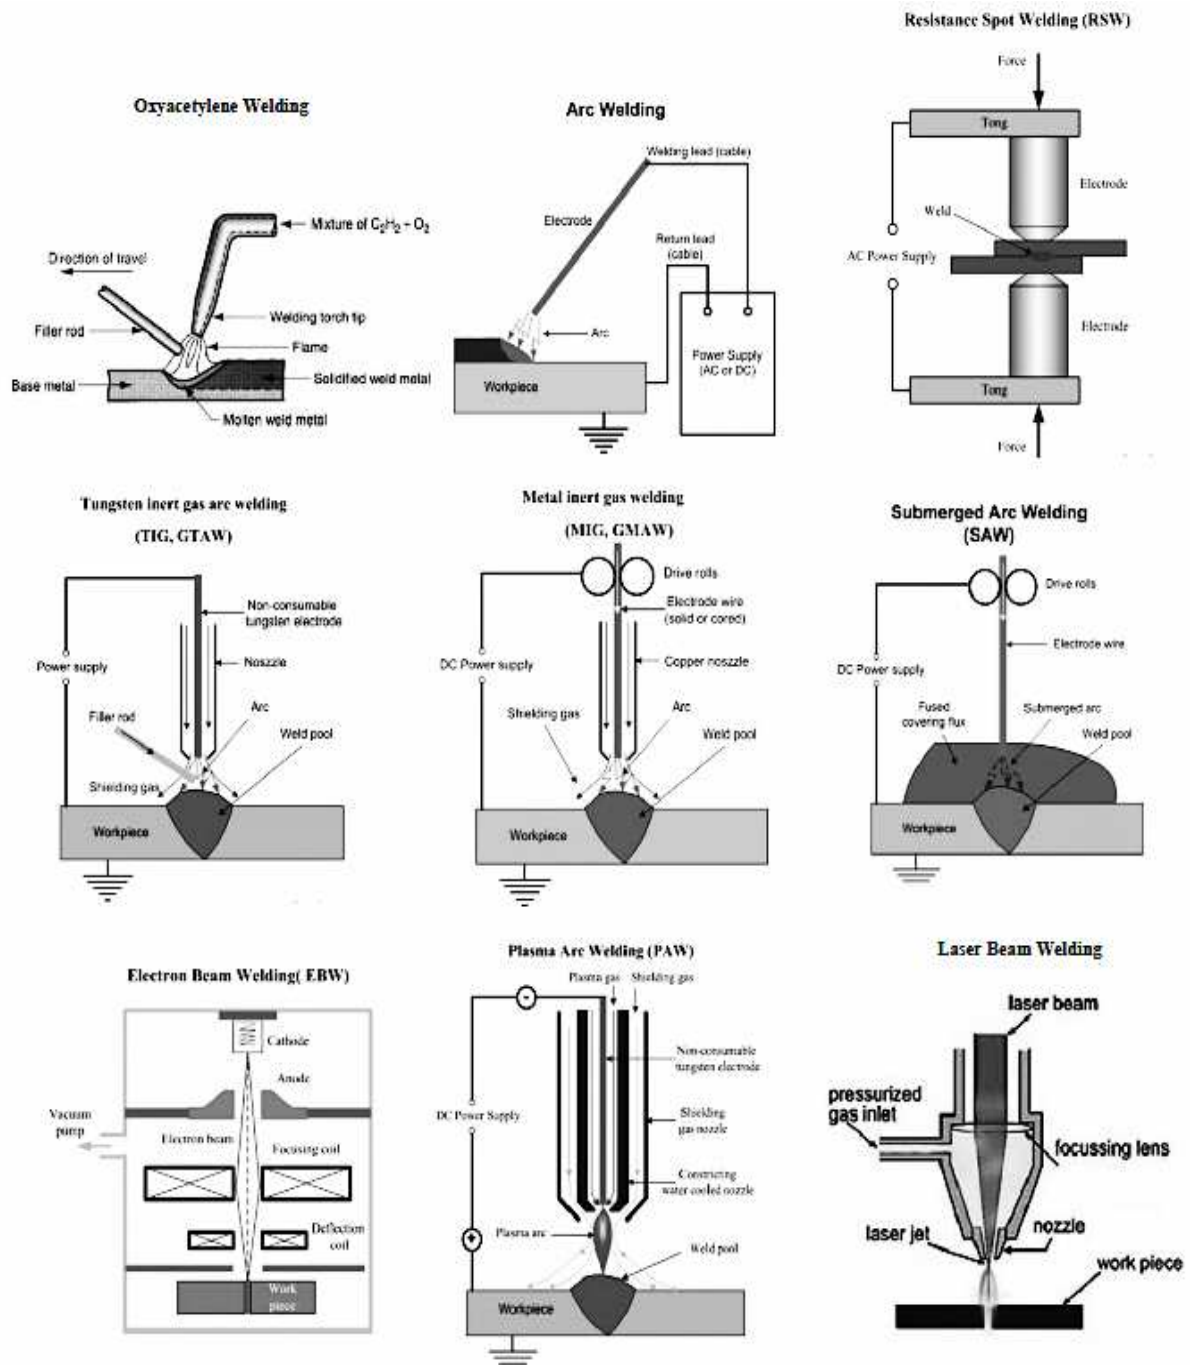 Resistance Spot Welding (RSW)
Force
Tong
Electrode
Weld
AC Power Supply
Electrode
Tong
Force
Oxyacetylene Welding
Mixture of C₂H₂ + O₂
Direction of travel
Welding torch tip
Filler rod
Flame
Solidified weld metal
Base metal
Molten weld metal
Arc Welding
Welding lead (cable)
Electrode
Return lead
(cable)
Arc
Power Supply
(AC or DC)
Workpiece
Tungsten inert gas arc welding
(TIG, GTAW)
Non-consumable
tungsten electrode
Power supply
Noszzle
Arc
Filler rod
Weld pool
Shielding gas
Workpiece
Metal inert gas welding
(MIG, GMAW)
Drive rolls
Electrode wire
(solid or cored)
DC Power supply
Copper noszzle
Shielding gas
Arc
Weld pool
Workpiece
Submerged Arc Welding
(SAW)
Drive rolls
Electrode wire
DC Power supply
Fused
covering flux
Submerged arc
Weld pool
Workpiece
Electron Beam Welding( EBW)
Cathode
Anode
Vacuum
pump
Electron beam
Focusing coil
Deflection
coil
Work
piece
Plasma Arc Welding (PAW)
Plasma gas
Shielding gas
-
Non-consumable
tungsten electrode
DC Power Supply
Shielding
gas nozzle
Constricting
water cooled nozzle
+
Plasma arc
Weld pool
Workpiece
Laser Beam Welding
laser beam
pressurized
gas inlet
focussing lens
laser jet
nozzle
work piece